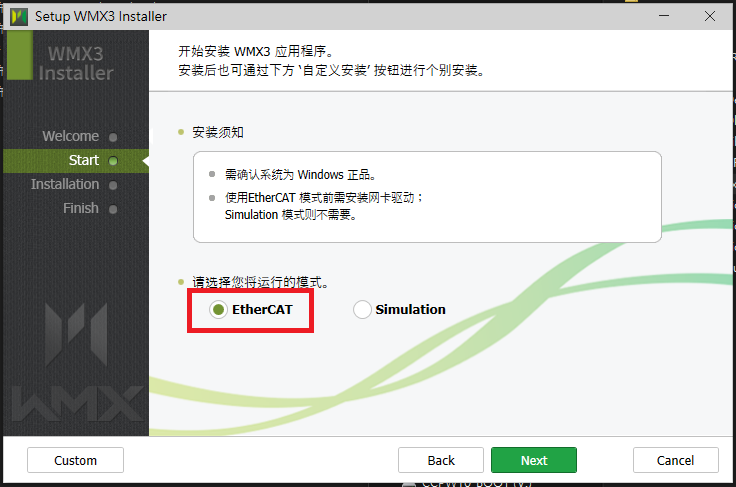 Setup WMX3 Installer
WMX3
Installer
开始安装 WMX3 应用程序。
安装后也可通过下方 ‘自定义安装’ 按钮进行个别安装。
Welcome
Start
Installation
Finish
安装须知
需确认系统为 Windows 正品。
使用EtherCAT 模式前需安装网卡驱动；
Simulation 模式则不需要。
请选择您将运行的模式。
EtherCAT
Simulation
WMX
Custom
Back
Next
Cancel